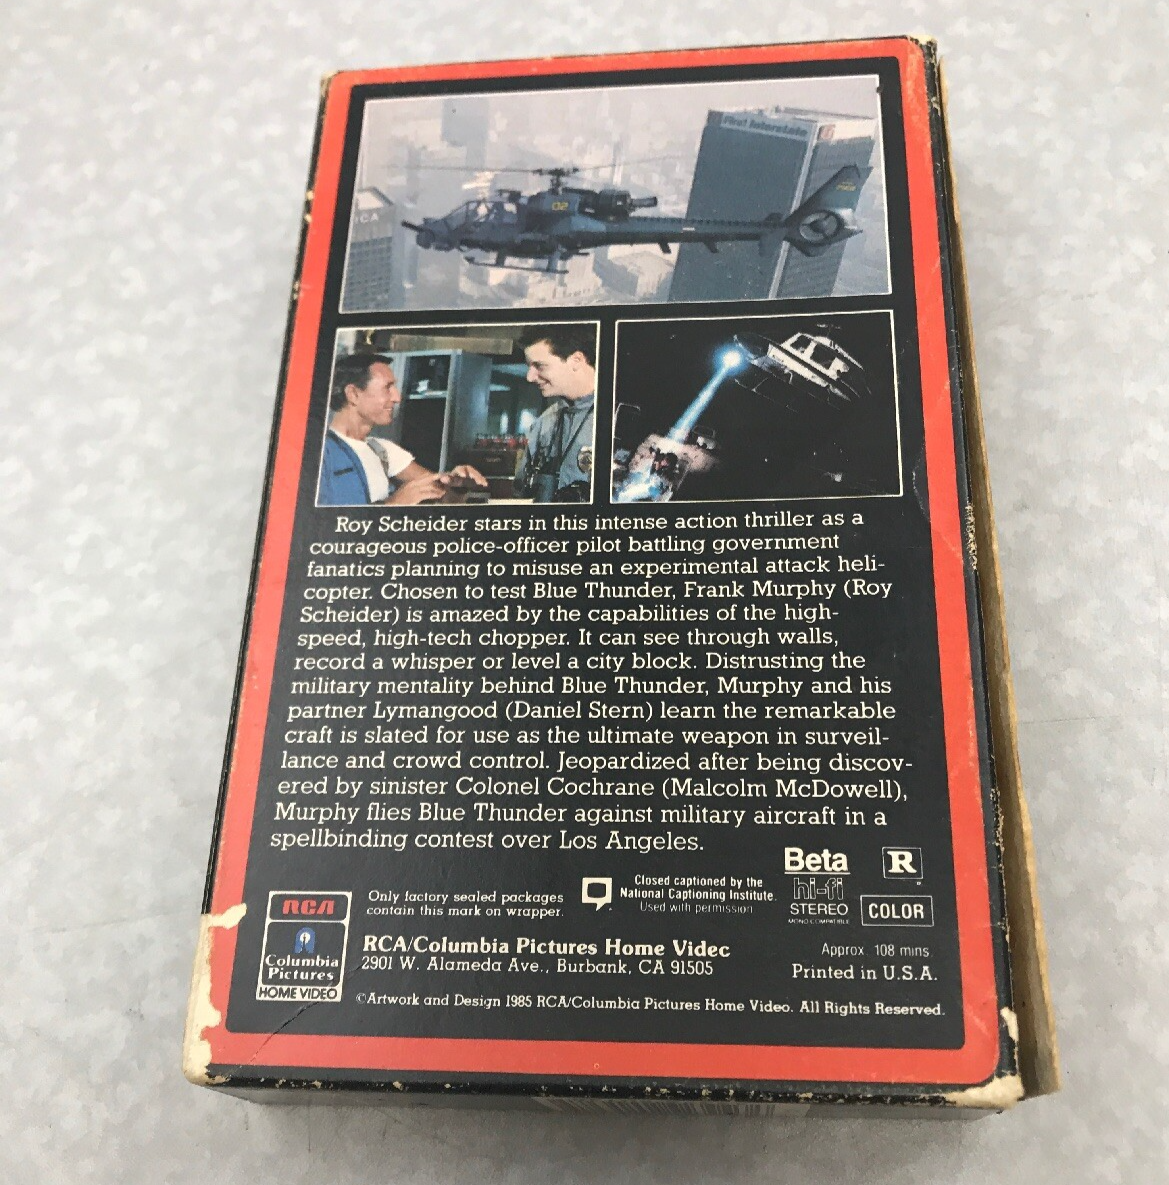 First Interstate
02
Roy Scheider stars in this intense action thriller as a
courageous police-officer pilot battling government
fanatics planning to misuse an experimental attack heli-
copter. Chosen to test Blue Thunder, Frank Murphy (Roy
Scheider) is amazed by the capabilities of the high-
speed, high-tech chopper. It can see through walls,
record a whisper or level a city block. Distrusting the
military mentality behind Blue Thunder, Murphy and his
partner Lymangood (Daniel Stern) learn the remarkable
craft is slated for use as the ultimate weapon in surveil-
lance and crowd control. Jeopardized after being discov-
ered by sinister Colonel Cochrane (Malcolm McDowell),
Murphy flies Blue Thunder against military aircraft in a
spellbinding contest over Los Angeles.
Beta
hi-fi
STEREO
MONO COMPATIBLE
R
COLOR
Closed captioned by the
National Captioning Institute.
Used with permission
Only factory sealed packages
contain this mark on wrapper.
RCA
Columbia
Pictures
HOME VIDEO
RCA/Columbia Pictures Home Video
2901 W. Alameda Ave., Burbank, CA 91505
Approx 108 mins
Printed in U.S.A.
©Artwork and Design 1985 RCA/Columbia Pictures Home Video. All Rights Reserved.